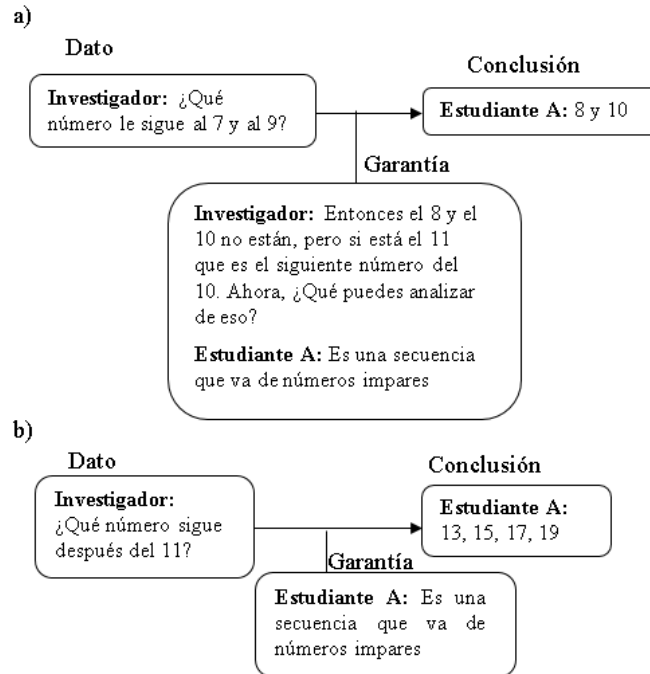 a)
Dato
Conclusión
Investigador: ¿Qué
número le sigue al 7 y al 9?
Estudiante A: 8 y 10
Garantía
Investigador: Entonces el 8 y el
10 no están, pero si está el 11
que es el siguiente número del
10. Ahora, ¿Qué puedes analizar
de eso?
Estudiante A: Es una secuencia
que va de números impares
b)
Dato
Conclusión
Investigador:
¿Qué número sigue
después del 11?
Estudiante A:
13, 15, 17, 19
Garantía
Estudiante A: Es una
secuencia que va de
números impares